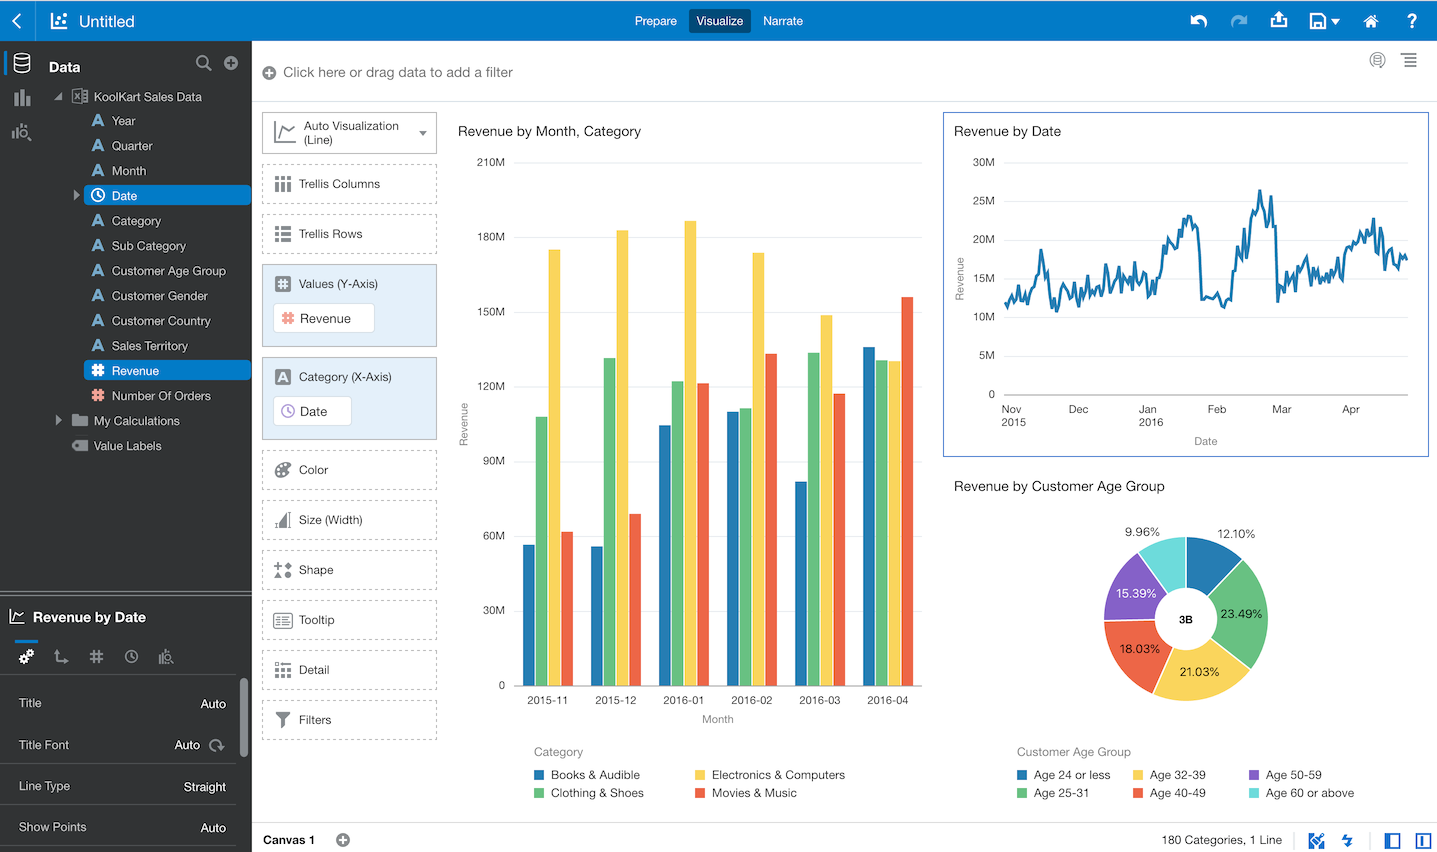 Untitled
Prepare
Visualize
Narrate
?
Data
KoolKart Sales Data
A Year
A Quarter
A Month
Date
A Category
A Sub Category
A Customer Age Group
A Customer Gender
A Customer Country
A Sales Territory
# Revenue
# Number Of Orders
My Calculations
Value Labels
Revenue by Date
#
Title
Auto
Title Font
Auto
Line Type
Straight
Show Points
Auto
Click here or drag data to add a filter
Auto Visualization
(Line)
Trellis Columns
Trellis Rows
# Values (Y-Axis)
# Revenue
A Category (X-Axis)
Date
Color
Size (Width)
Shape
Tooltip
Detail
Filters
Revenue by Month, Category
210M
180M
150M
120M
90M
60M
30M
0
Revenue
2015-11
2015-12
2016-01
2016-02
2016-03
2016-04
Month
Category
Books & Audible
Electronics & Computers
Clothing & Shoes
Movies & Music
Revenue by Date
30M
25M
20M
15M
10M
5M
0
Revenue
Nov
2015
Dec
Jan
2016
Feb
Mar
Apr
Date
Revenue by Customer Age Group
9.96%
12.10%
15.39%
23.49%
3B
18.03%
21.03%
Customer Age Group
Age 24 or less
Age 32-39
Age 50-59
Age 25-31
Age 40-49
Age 60 or above
Canvas 1
180 Categories, 1 Line